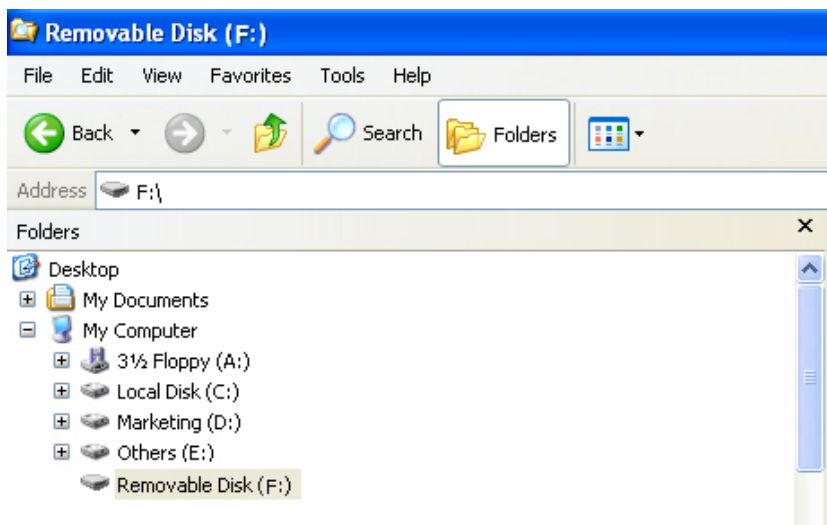 Removable Disk (F:)
File Edit View Favorites Tools Help
Back Search Folders
Address F:\
Folders
Desktop
My Documents
My Computer
3½ Floppy (A:)
Local Disk (C:)
Marketing (D:)
Others (E:)
Removable Disk (F:)